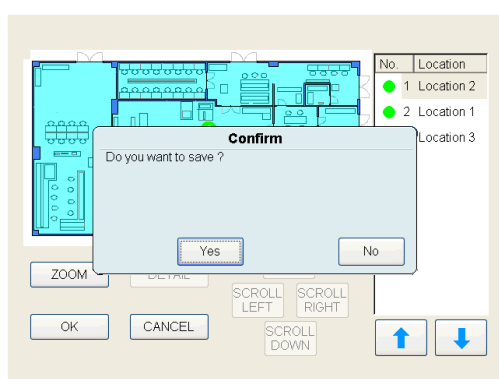 No. Location
1 Location 2
2 Location 1
Location 3
Confirm
Do you want to save ?
Yes No
ZOOM DETAIL
SCROLL LEFT
SCROLL RIGHT
OK CANCEL
SCROLL DOWN